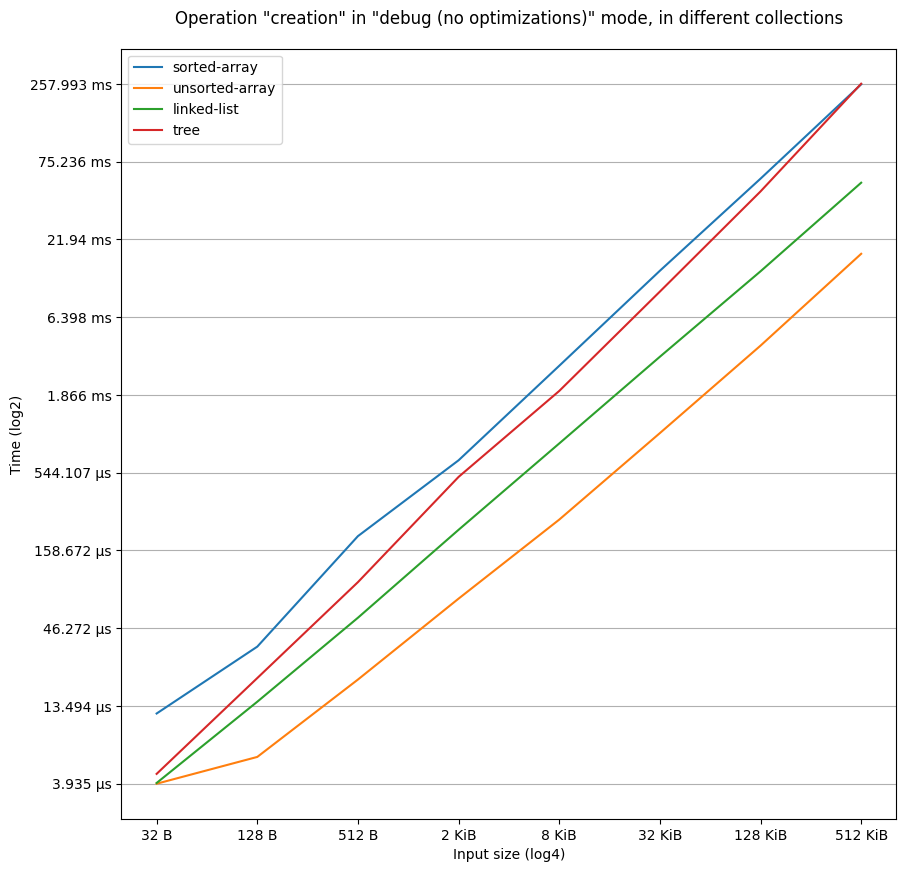 Operation "creation" in "debug (no optimizations)" mode, in different collections
sorted-array
unsorted-array
linked-list
tree
257.993 ms
75.236 ms
21.94 ms
6.398 ms
1.866 ms
544.107 µs
158.672 µs
46.272 µs
13.494 µs
3.935 µs
Time (log2)
32 B
128 B
512 B
2 KiB
8 KiB
32 KiB
128 KiB
512 KiB
Input size (log4)